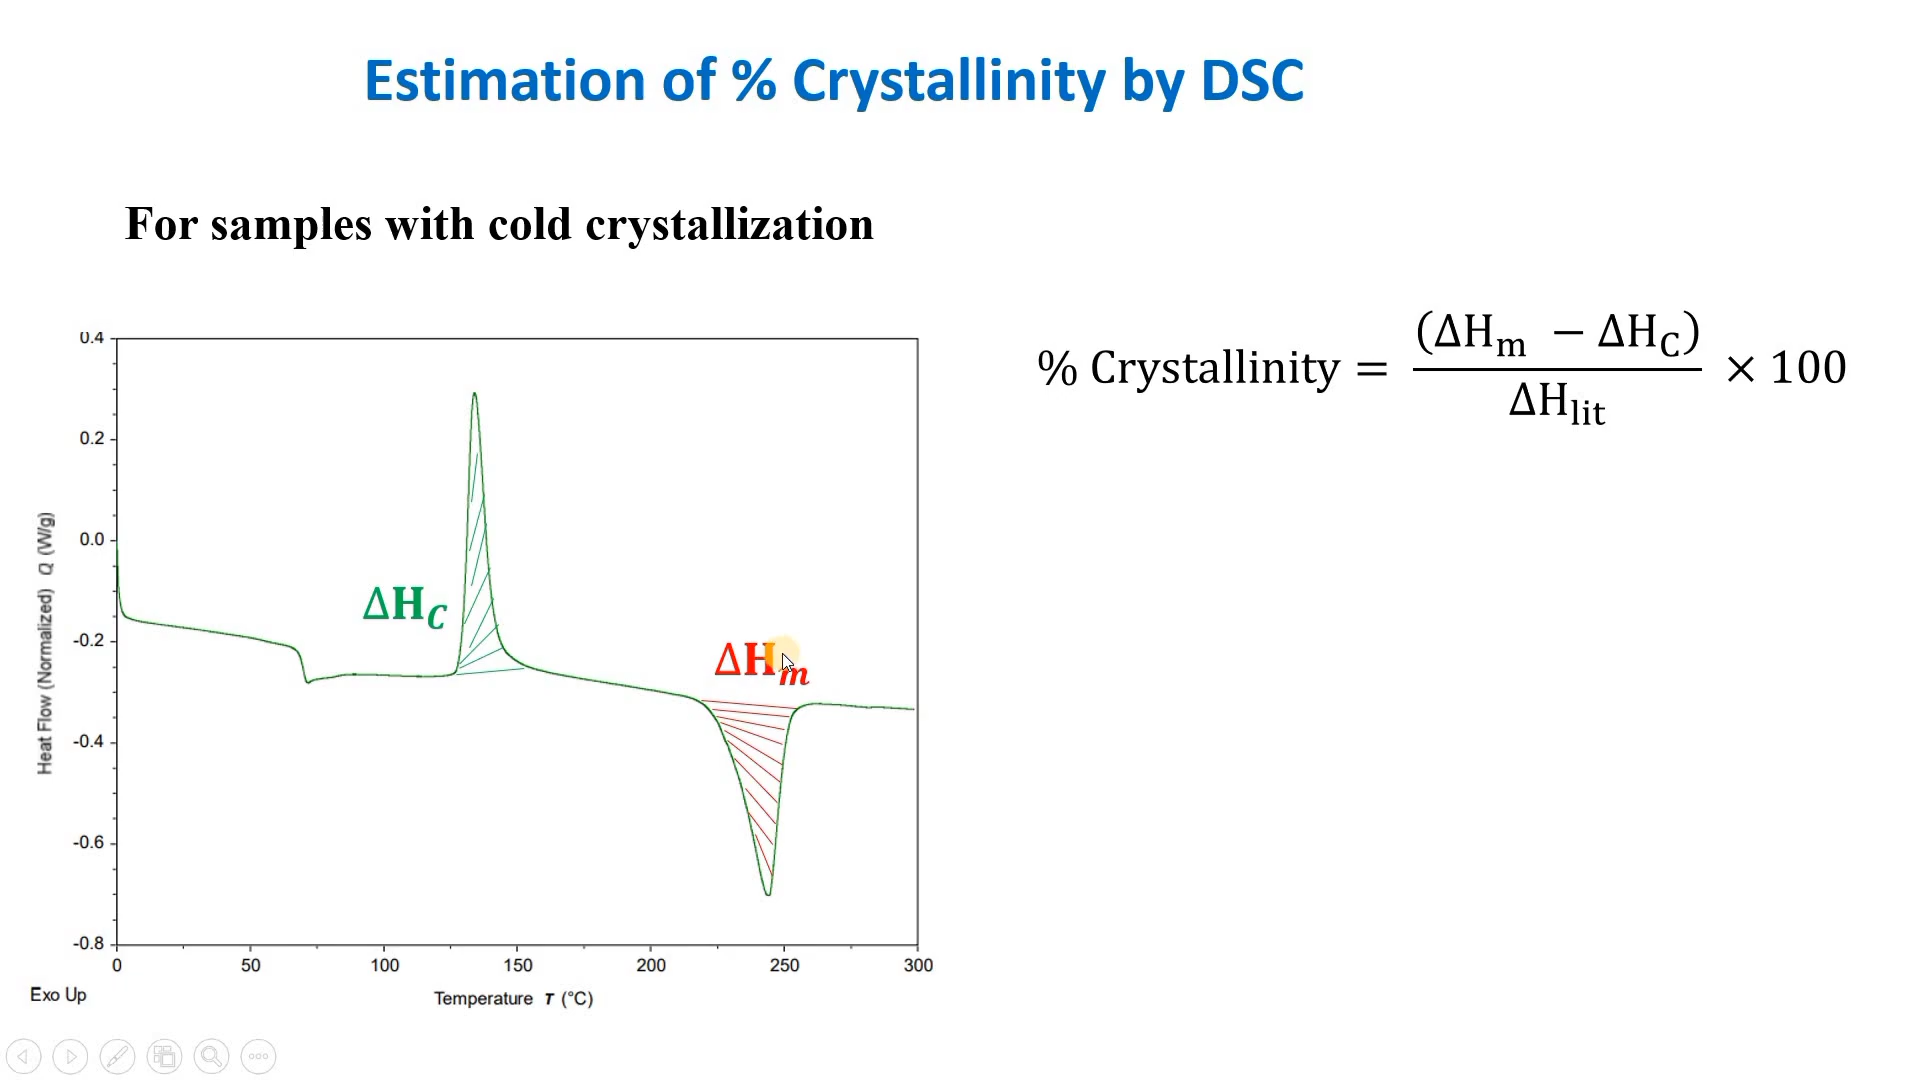 Estimation of % Crystallinity by DSC
For samples with cold crystallization
% Crystallinity = (ΔHm − ΔHC) / ΔHlit × 100
0.4
0.2
0.0
-0.2
-0.4
-0.6
-0.8
Heat Flow (Normalized) Q (W/g)
ΔHC
ΔHm
0 50 100 150 200 250 300
Exo Up
Temperature T (°C)